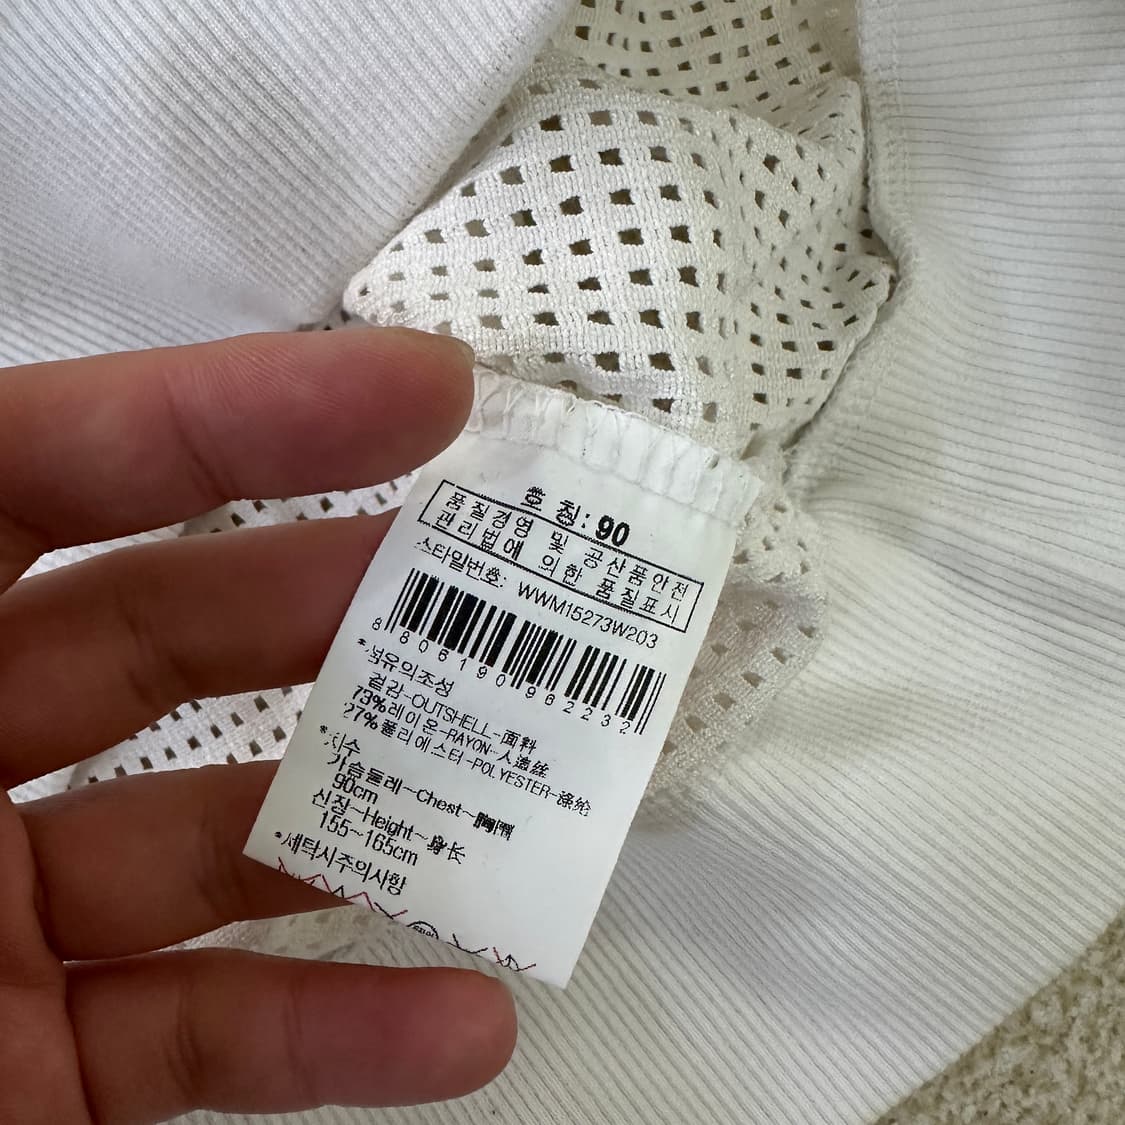 호 칭: 90
품질경영 및 공산품안전
관리법에 의한 품질표시
스타일번호: WWM15273W203
8 806190 962232
*섬유의조성
겉감-OUTSHELL-面料
73%레이온-RAYON-人造丝
27%폴리에스터-POLYESTER-涤纶
*치수
가슴둘레~Chest~胸围
90cm
신장~Height~身长
155~165cm
*세탁시주의사항